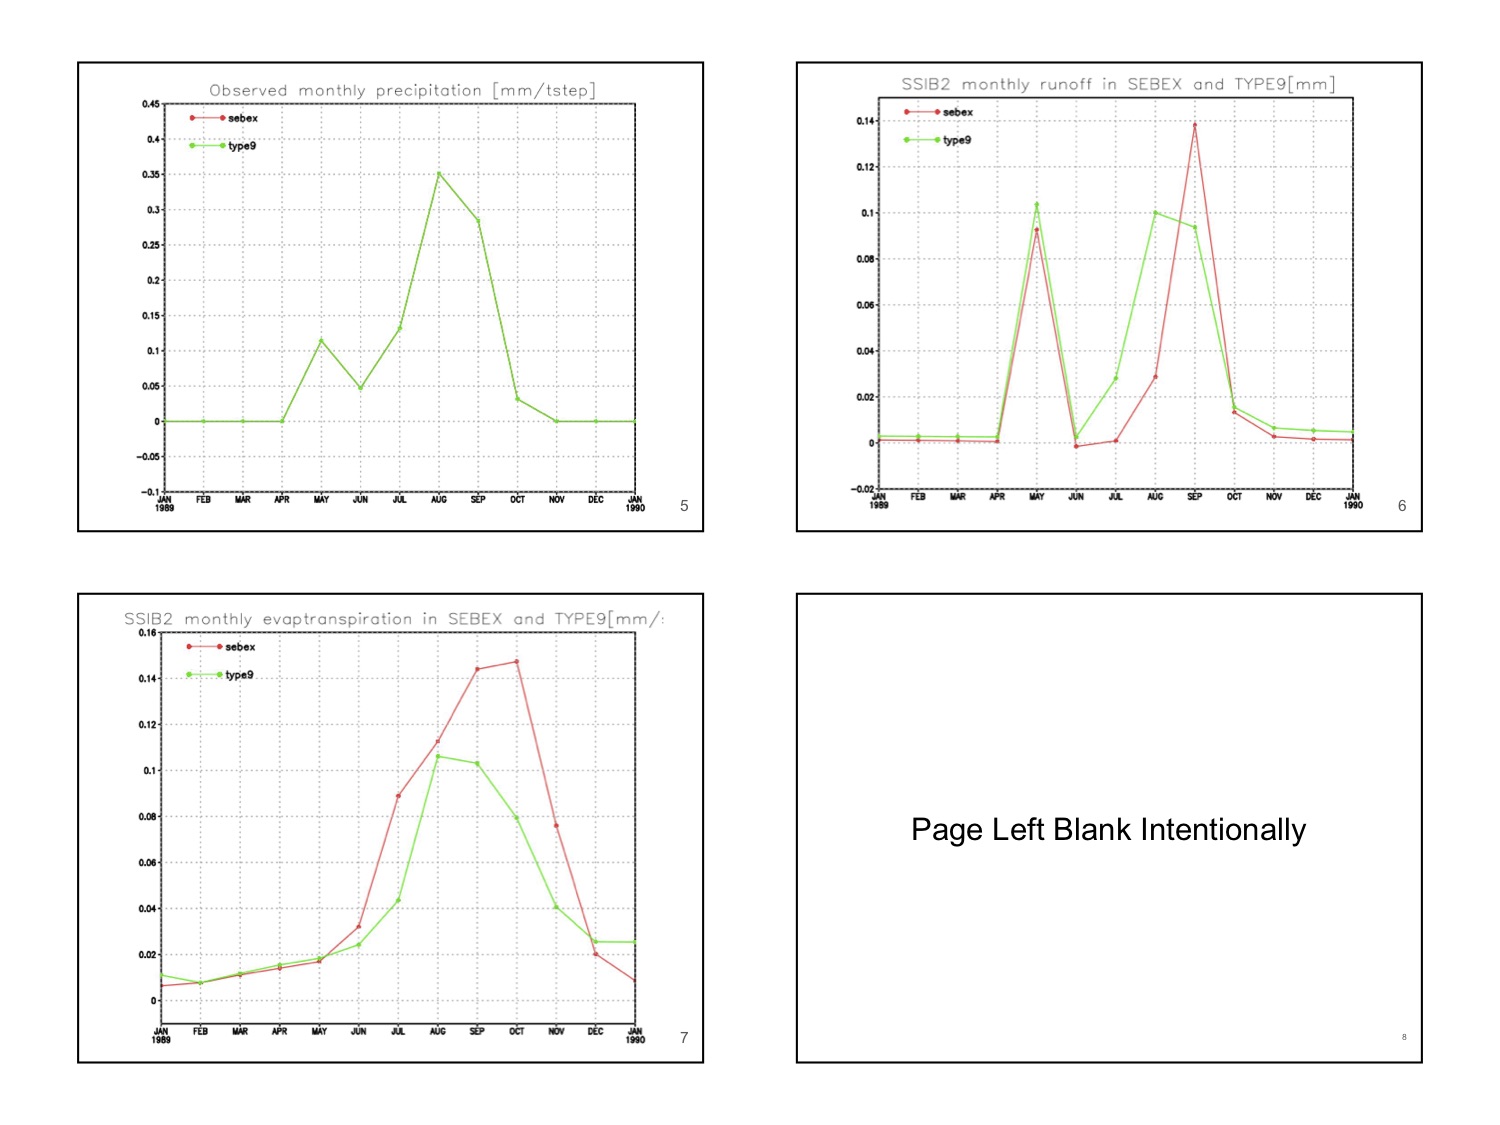 Observed monthly precipitation [mm/tstep]
sebex
type9
0.45
0.4
0.35
0.3
0.25
0.2
0.15
0.1
0.05
0
−0.05
−0.1
JAN FEB MAR APR MAY JUN JUL AUG SEP OCT NOV DEC JAN
1989 1990
5
SSIB2 monthly runoff in SEBEX and TYPE9[mm]
sebex
type9
0.14
0.12
0.1
0.08
0.06
0.04
0.02
0
−0.02
JAN FEB MAR APR MAY JUN JUL AUG SEP OCT NOV DEC JAN
1989 1990
6
SSIB2 monthly evaptranspiration in SEBEX and TYPE9[mm/
sebex
type9
0.16
0.14
0.12
0.1
0.08
0.06
0.04
0.02
0
JAN FEB MAR APR MAY JUN JUL AUG SEP OCT NOV DEC JAN
1989 1990
7
Page Left Blank Intentionally
8